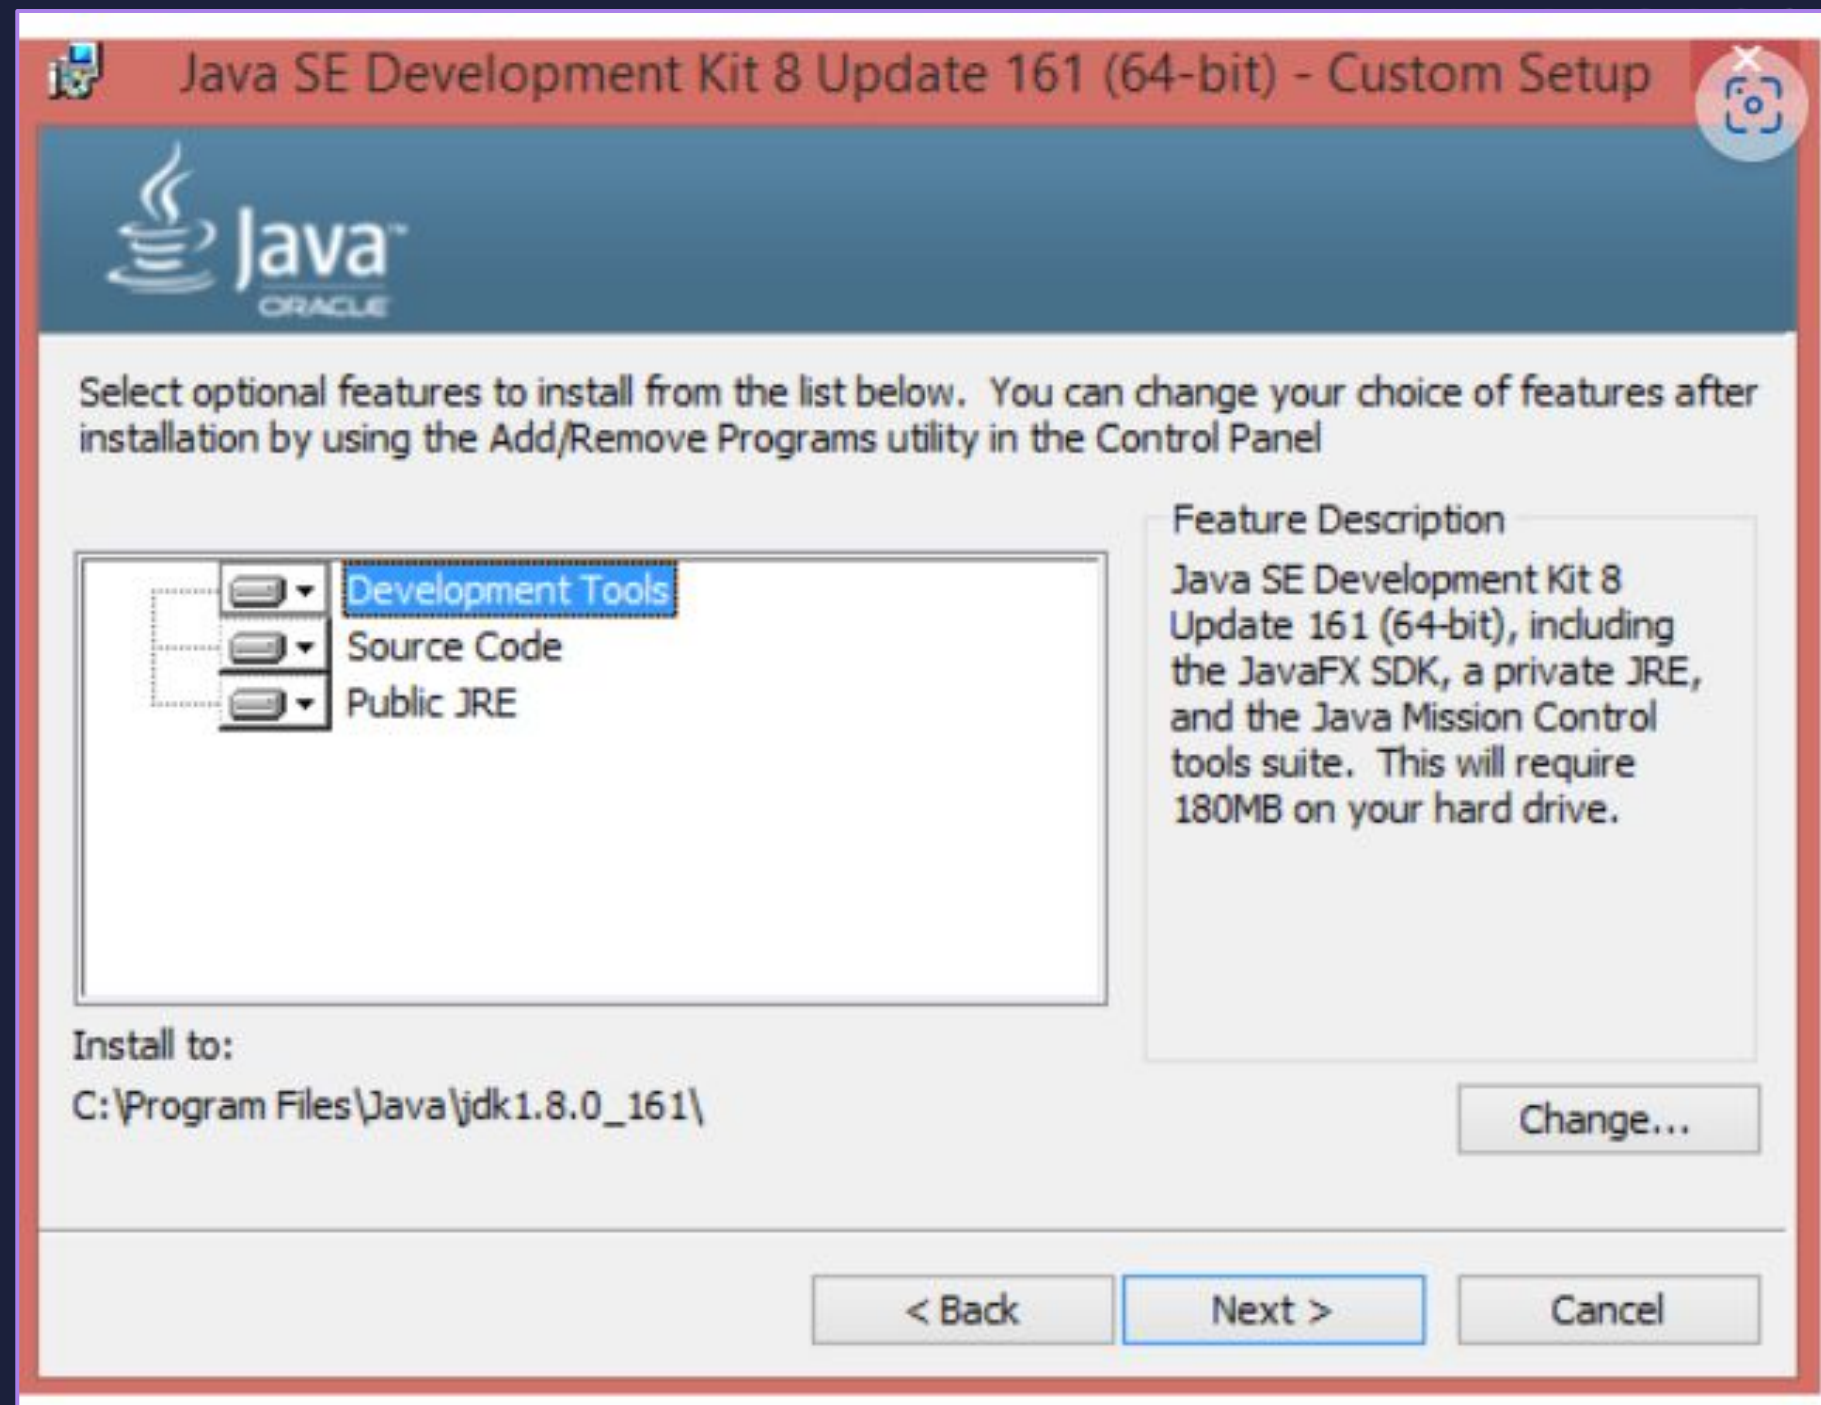 Java SE Development Kit 8 Update 161 (64-bit) - Custom Setup
Java™
ORACLE
Select optional features to install from the list below.  You can change your choice of features after
installation by using the Add/Remove Programs utility in the Control Panel
Development Tools
Source Code
Public JRE
Feature Description
Java SE Development Kit 8
Update 161 (64-bit), including
the JavaFX SDK, a private JRE,
and the Java Mission Control
tools suite.  This will require
180MB on your hard drive.
Install to:
C:\Program Files\Java\jdk1.8.0_161\
Change...
< Back
Next >
Cancel